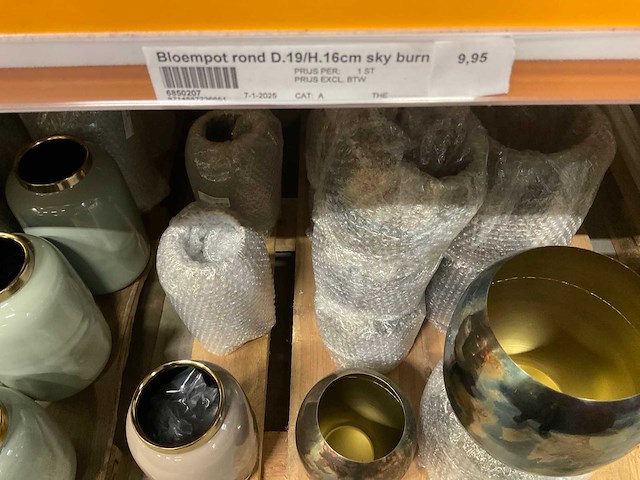 Bloempot rond D.19/H.16cm sky burn
9,95
PRIJS PER: 1 ST
PRIJS EXCL. BTW
6850207
7-1-2025 CAT: A THE